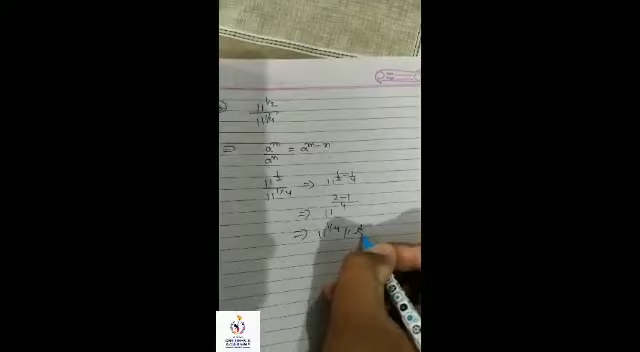 11^{1/2}
11^{1/4}
⇒ a^m/a^n = a^{m-n}
11^{1/2}/11^{1/4} ⇒ 11^{1/2-1/4}
⇒ 11^{(2-1)/4}
⇒ 11^{1/4}